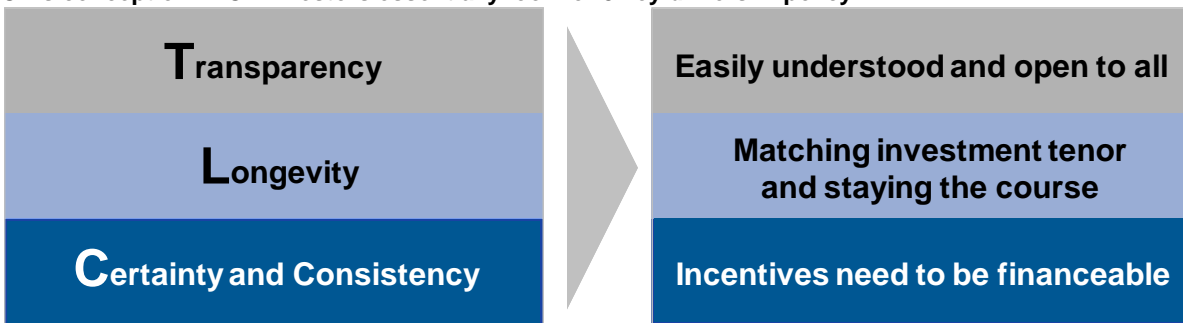 Transparency
Easily understood and open to all
Longevity
Matching investment tenor
and staying the course
Certainty and Consistency
Incentives need to be financeable